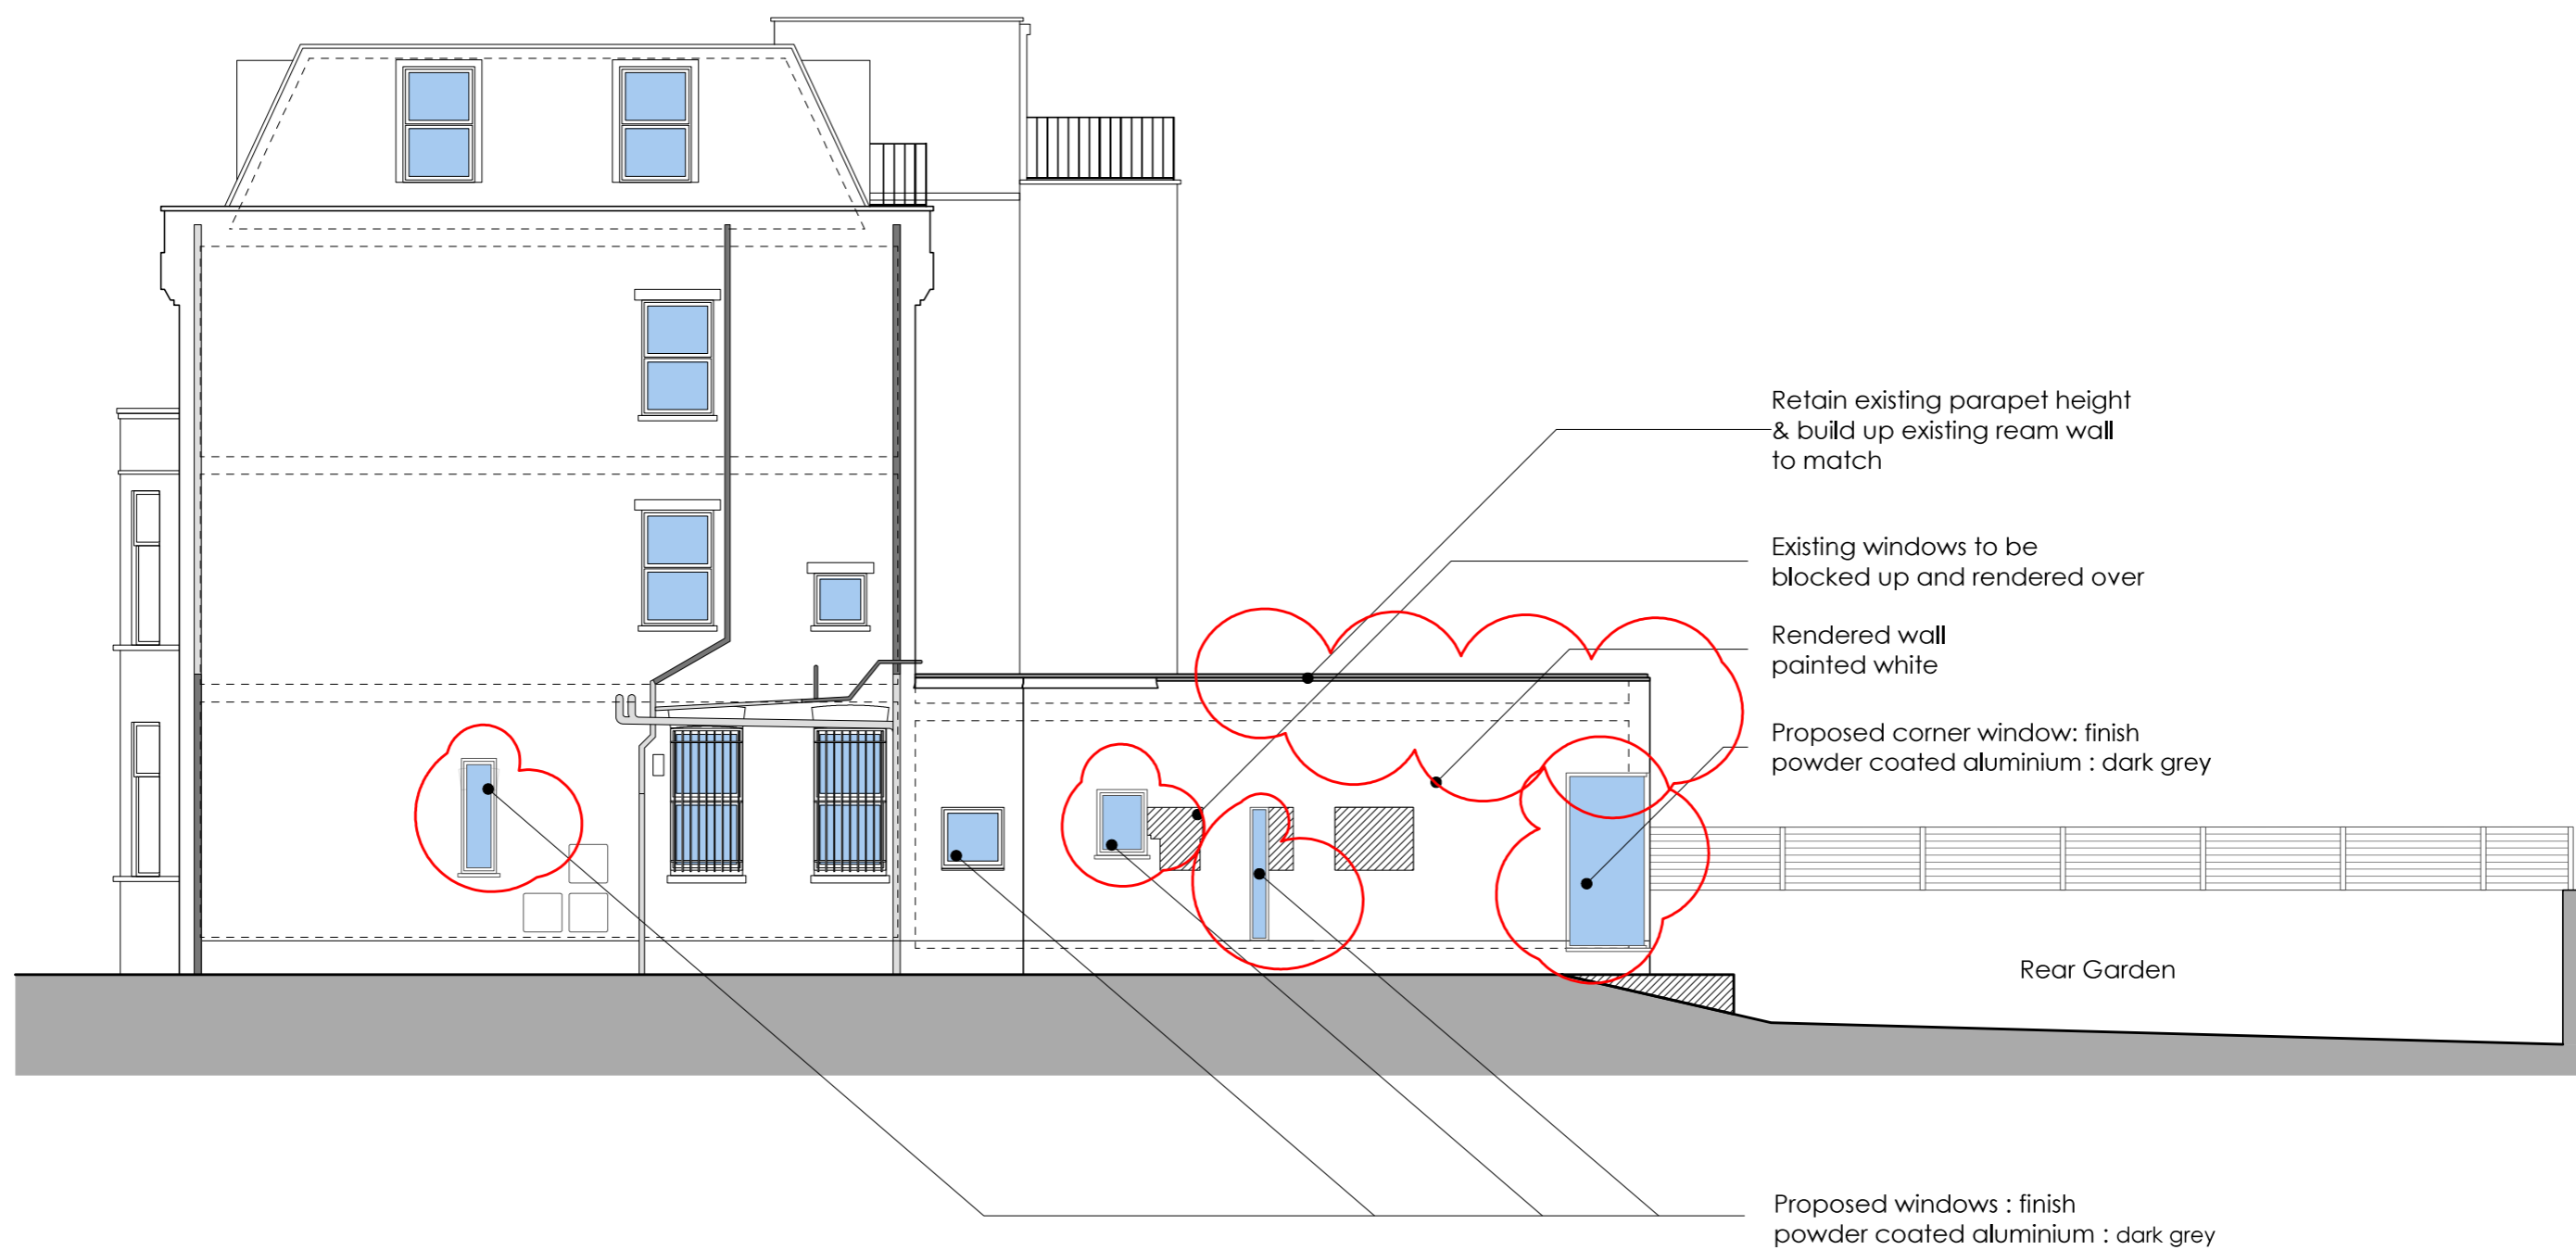 Retain existing parapet height
& build up existing ream wall
to match
Existing windows to be
blocked up and rendered over
Rendered wall
painted white
Proposed corner window: finish
powder coated aluminium : dark grey
Rear Garden
Proposed windows : finish
powder coated aluminium : dark grey